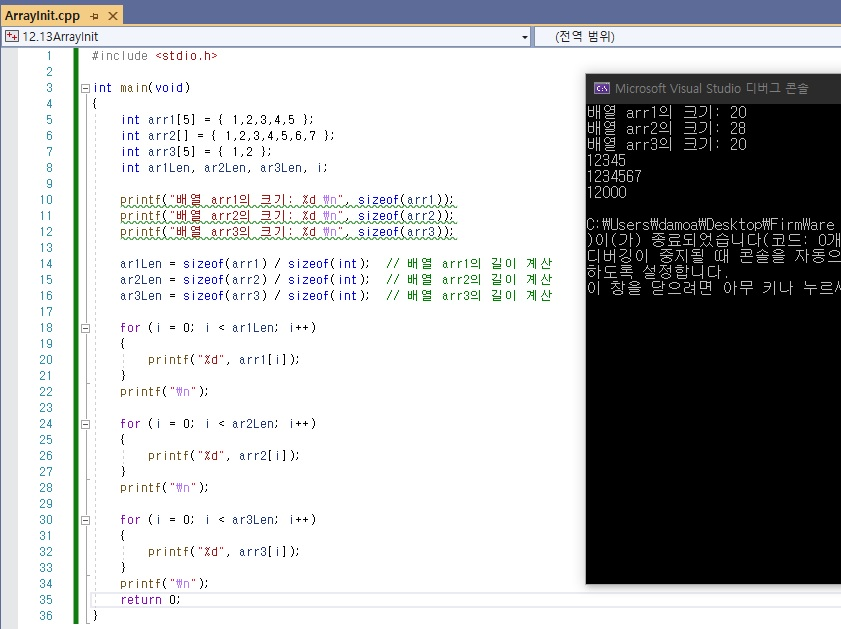 ArrayInit.cpp
12.13ArrayInit
(전역 범위)
1 #include <stdio.h>
2
3 int main(void)
4 {
5 int arr1[5] = { 1,2,3,4,5 };
6 int arr2[] = { 1,2,3,4,5,6,7 };
7 int arr3[5] = { 1,2 };
8 int ar1Len, ar2Len, ar3Len, i;
9
10 printf("배열 arr1의 크기: %d ₩n", sizeof(arr1));
11 printf("배열 arr2의 크기: %d ₩n", sizeof(arr2));
12 printf("배열 arr3의 크기: %d ₩n", sizeof(arr3));
13
14 ar1Len = sizeof(arr1) / sizeof(int); // 배열 arr1의 길이 계산
15 ar2Len = sizeof(arr2) / sizeof(int); // 배열 arr2의 길이 계산
16 ar3Len = sizeof(arr3) / sizeof(int); // 배열 arr3의 길이 계산
17
18 for (i = 0; i < ar1Len; i++)
19 {
20 printf("%d", arr1[i]);
21 }
22 printf("₩n");
23
24 for (i = 0; i < ar2Len; i++)
25 {
26 printf("%d", arr2[i]);
27 }
28 printf("₩n");
29
30 for (i = 0; i < ar3Len; i++)
31 {
32 printf("%d", arr3[i]);
33 }
34 printf("₩n");
35 return 0;
36 }
Microsoft Visual Studio 디버그 콘솔
배열 arr1의 크기: 20
배열 arr2의 크기: 28
배열 arr3의 크기: 20
12345
1234567
12000
C:₩Users₩damoa₩Desktop₩FirmWare
)이(가) 종료되었습니다(코드: 0개
디버깅이 중지될 때 콘솔을 자동으
하도록 설정합니다.
이 창을 닫으려면 아무 키나 누르세